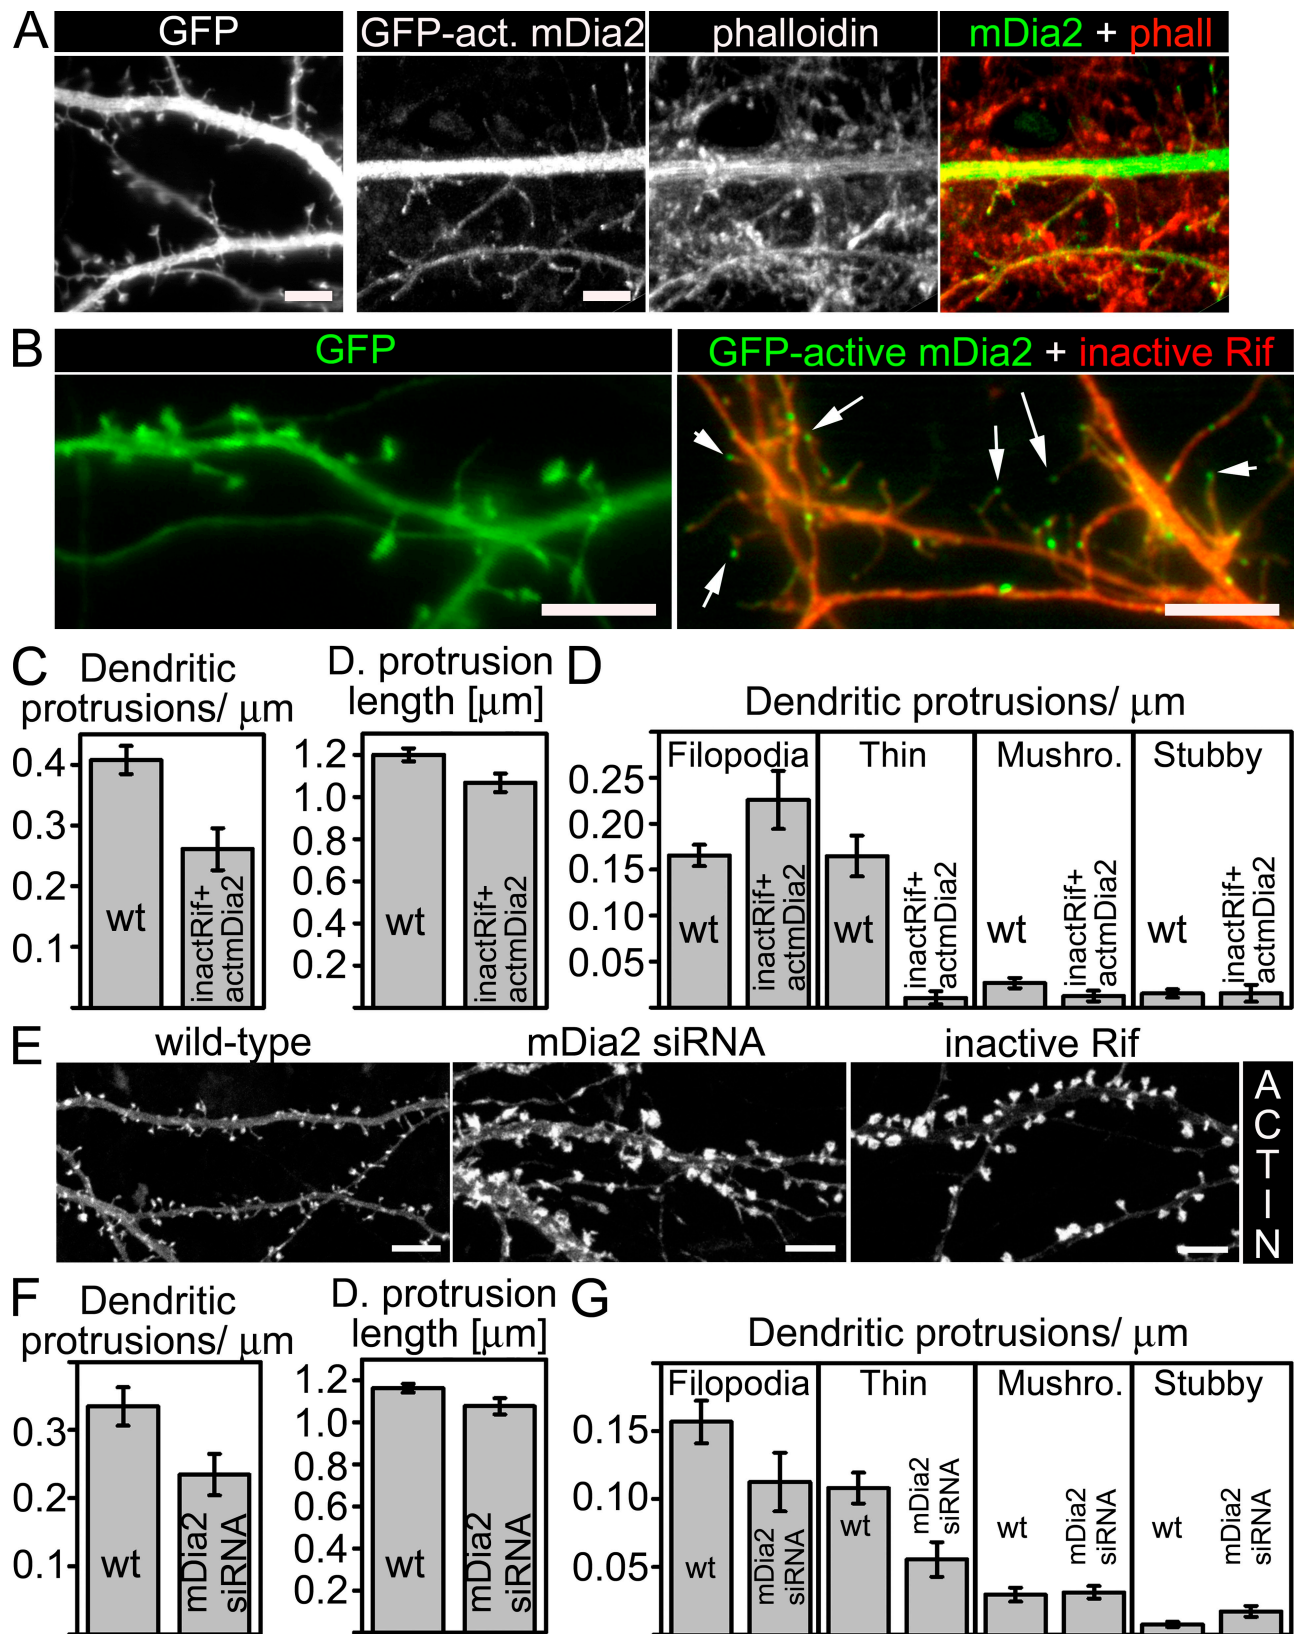 A
GFP
GFP-act. mDia2
phalloidin
mDia2 + phall
B
GFP
GFP-active mDia2 + inactive Rif
C
Dendritic
protrusions/ μm
0.4
0.3
0.2
0.1
wt
inactRif+
actmDia2
D. protrusion
length [μm]
1.2
1.0
0.8
0.6
0.4
0.2
wt
inactRif+
actmDia2
D
Dendritic protrusions/ μm
Filopodia
Thin
Mushro.
Stubby
0.25
0.20
0.15
0.10
0.05
wt
inactRif+
actmDia2
wt
inactRif+
actmDia2
wt
inactRif+
actmDia2
wt
inactRif+
actmDia2
E
wild-type
mDia2 siRNA
inactive Rif
A
C
T
I
N
F
Dendritic
protrusions/ μm
0.3
0.2
0.1
wt
mDia2
siRNA
D. protrusion
length [μm]
1.2
1.0
0.8
0.6
0.4
0.2
wt
mDia2
siRNA
G
Dendritic protrusions/ μm
Filopodia
Thin
Mushro.
Stubby
0.15
0.10
0.05
wt
mDia2
siRNA
wt
mDia2
siRNA
wt
mDia2
siRNA
wt
mDia2
siRNA